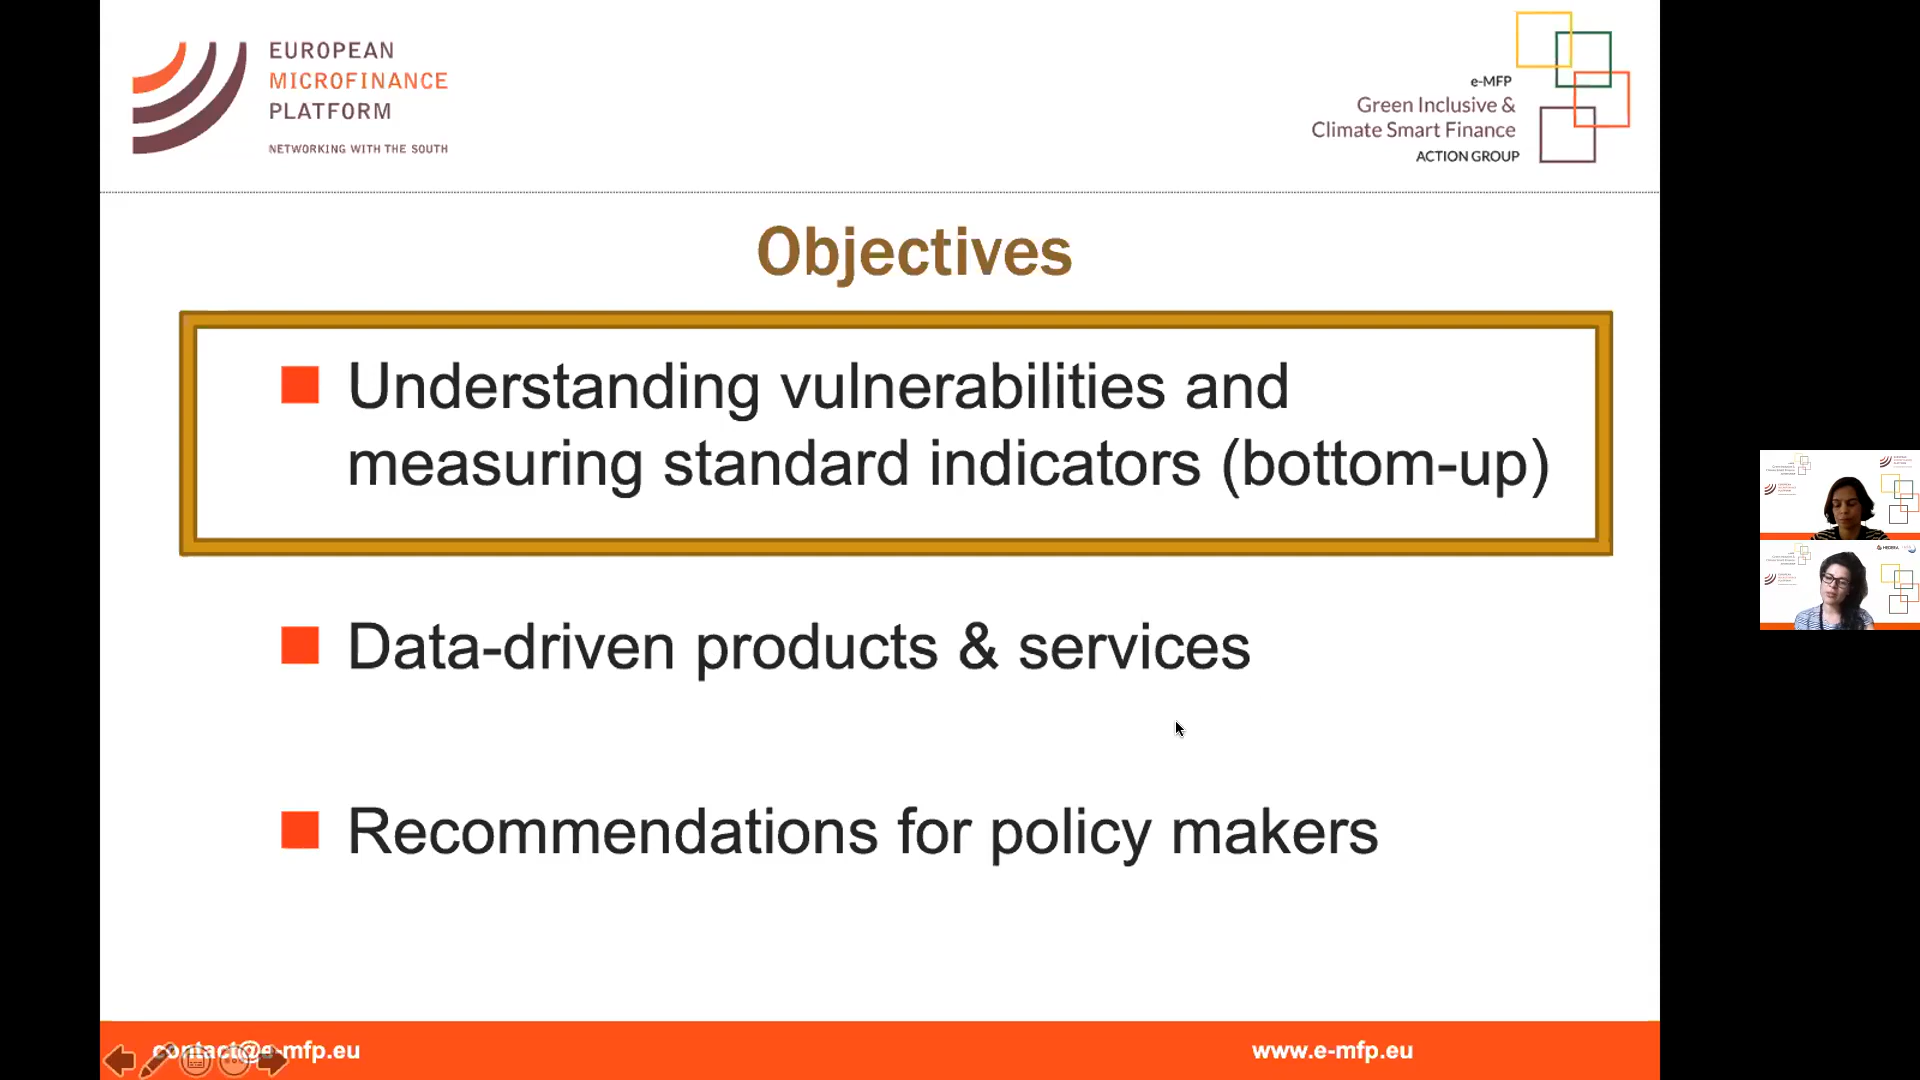 EUROPEAN
MICROFINANCE
PLATFORM
NETWORKING WITH THE SOUTH
e-MFP
Green Inclusive &
Climate Smart Finance
ACTION GROUP
Objectives
Understanding vulnerabilities and
measuring standard indicators (bottom-up)
Data-driven products & services
Recommendations for policy makers
contact@e-mfp.eu
www.e-mfp.eu